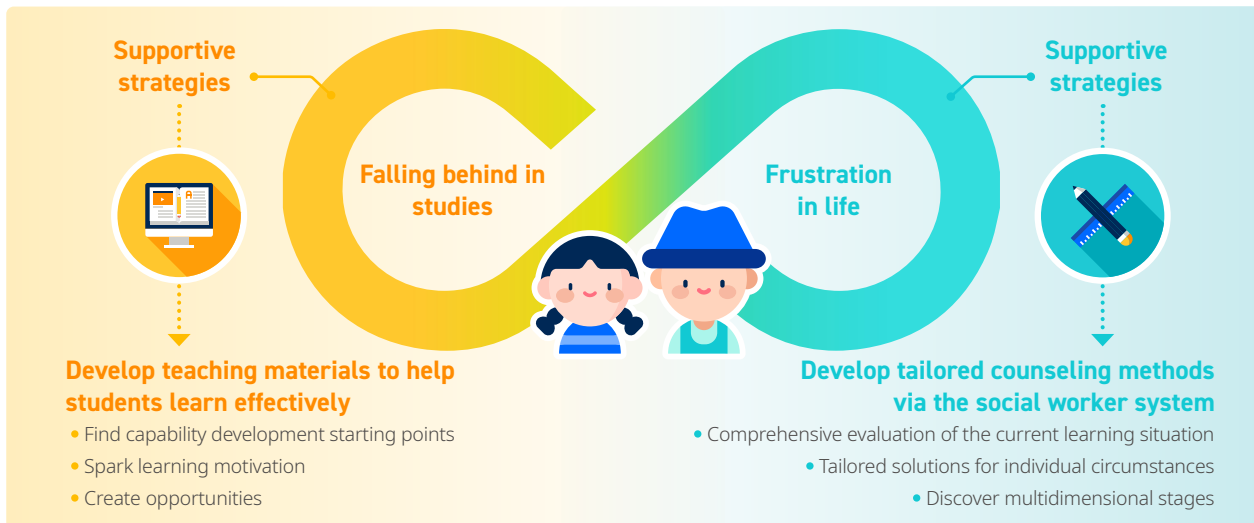 Supportive
strategies
Falling behind in
studies
Develop teaching materials to help
students learn effectively
• Find capability development starting points
• Spark learning motivation
• Create opportunities
Supportive
strategies
Frustration
in life
Develop tailored counseling methods
via the social worker system
• Comprehensive evaluation of the current learning situation
• Tailored solutions for individual circumstances
• Discover multidimensional stages